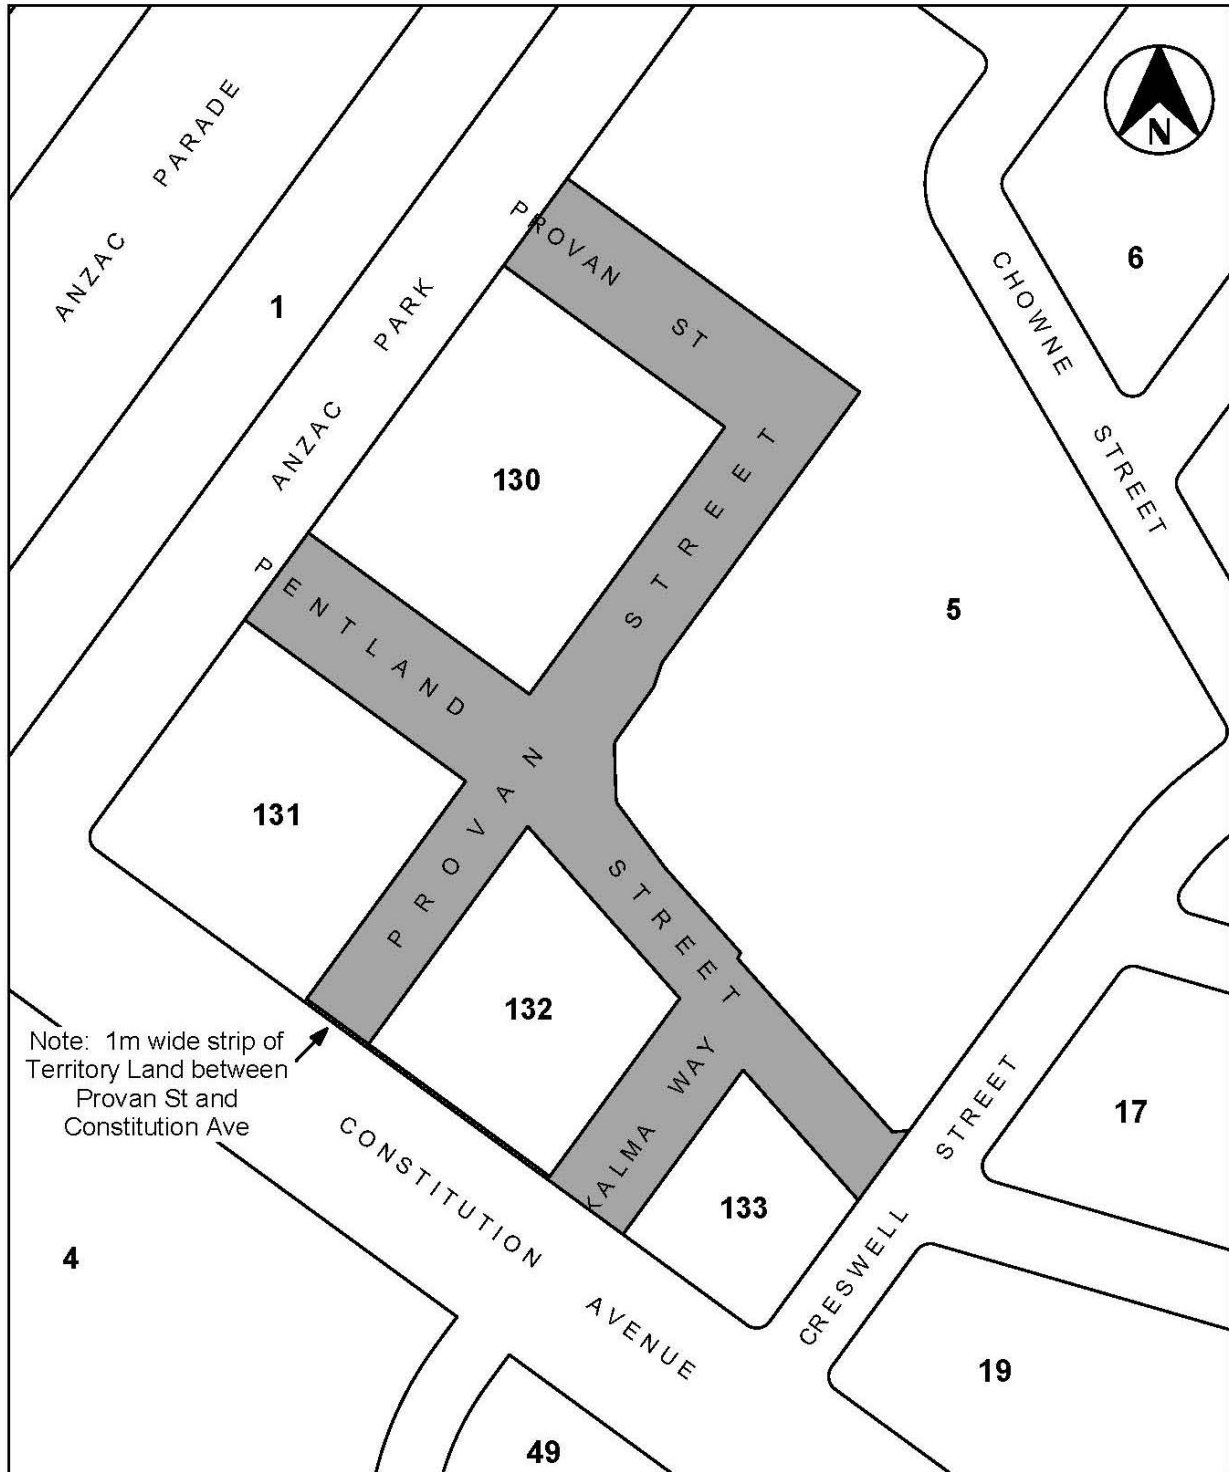 ANZAC PARADE
N
PROVAN ST
6
CHOWNE STREET
1
ANZAC PARK
130
STREET
5
PENTLAND
PROVAN
131
STREET
132
KALMA WAY
Note: 1m wide strip of
Territory Land between
Provan St and
Constitution Ave
CONSTITUTION AVENUE
133
CRESWELL STREET
17
4
19
49